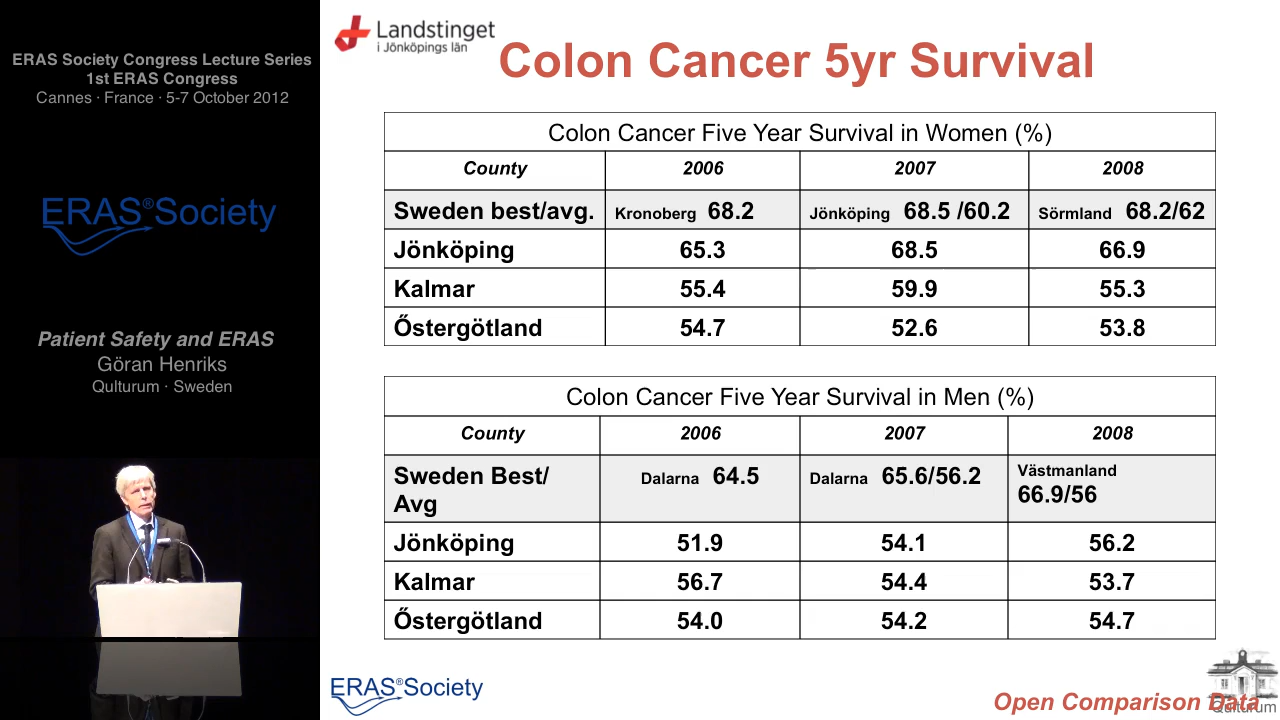 ERAS Society Congress Lecture Series
1st ERAS Congress
Cannes · France · 5-7 October 2012
ERAS®Society
Patient Safety and ERAS
Göran Henriks
Qulturum · Sweden
Landstinget
i Jönköpings län
Colon Cancer 5yr Survival
Colon Cancer Five Year Survival in Women (%)
County 2006 2007 2008
Sweden best/avg. Kronoberg 68.2 Jönköping 68.5 /60.2 Sörmland 68.2/62
Jönköping 65.3 68.5 66.9
Kalmar 55.4 59.9 55.3
Őstergötland 54.7 52.6 53.8
Colon Cancer Five Year Survival in Men (%)
County 2006 2007 2008
Sweden Best/ Dalarna 64.5 Dalarna 65.6/56.2 Västmanland
Avg 66.9/56
Jönköping 51.9 54.1 56.2
Kalmar 56.7 54.4 53.7
Őstergötland 54.0 54.2 54.7
ERAS®Society
Open Comparison Data
Qulturum